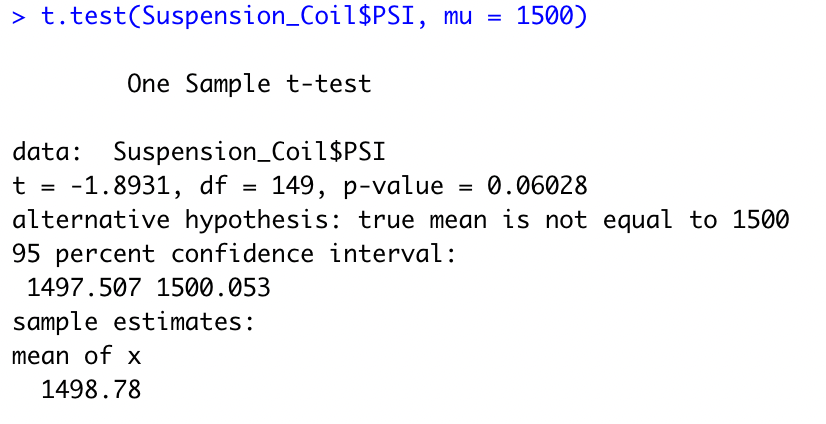 > t.test(Suspension_Coil$PSI, mu = 1500)
One Sample t-test
data:  Suspension_Coil$PSI
t = -1.8931, df = 149, p-value = 0.06028
alternative hypothesis: true mean is not equal to 1500
95 percent confidence interval:
1497.507 1500.053
sample estimates:
mean of x
1498.78